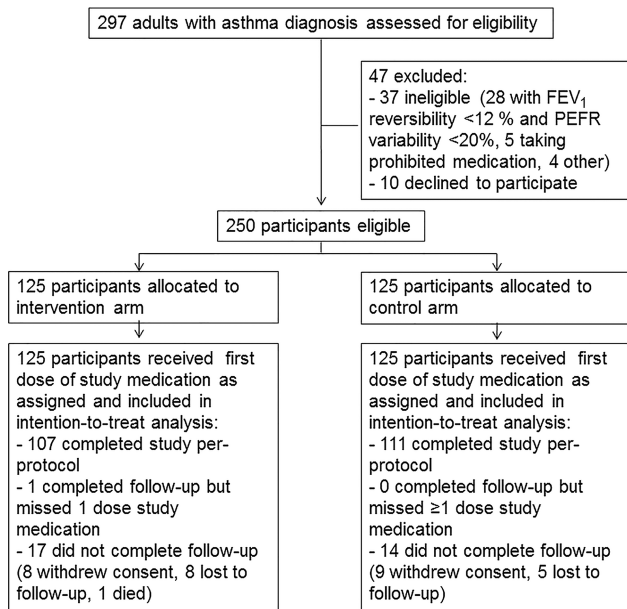 297 adults with asthma diagnosis assessed for eligibility
47 excluded:
- 37 ineligible (28 with FEV1
reversibility <12 % and PEFR
variability <20%, 5 taking
prohibited medication, 4 other)
- 10 declined to participate
250 participants eligible
125 participants allocated to
intervention arm
125 participants allocated to
control arm
125 participants received first
dose of study medication as
assigned and included in
intention-to-treat analysis:
- 107 completed study per-
protocol
- 1 completed follow-up but
missed 1 dose study
medication
- 17 did not complete follow-up
(8 withdrew consent, 8 lost to
follow-up, 1 died)
125 participants received first
dose of study medication as
assigned and included in
intention-to-treat analysis:
- 111 completed study per-
protocol
- 0 completed follow-up but
missed ≥1 dose study
medication
- 14 did not complete follow-up
(9 withdrew consent, 5 lost to
follow-up)